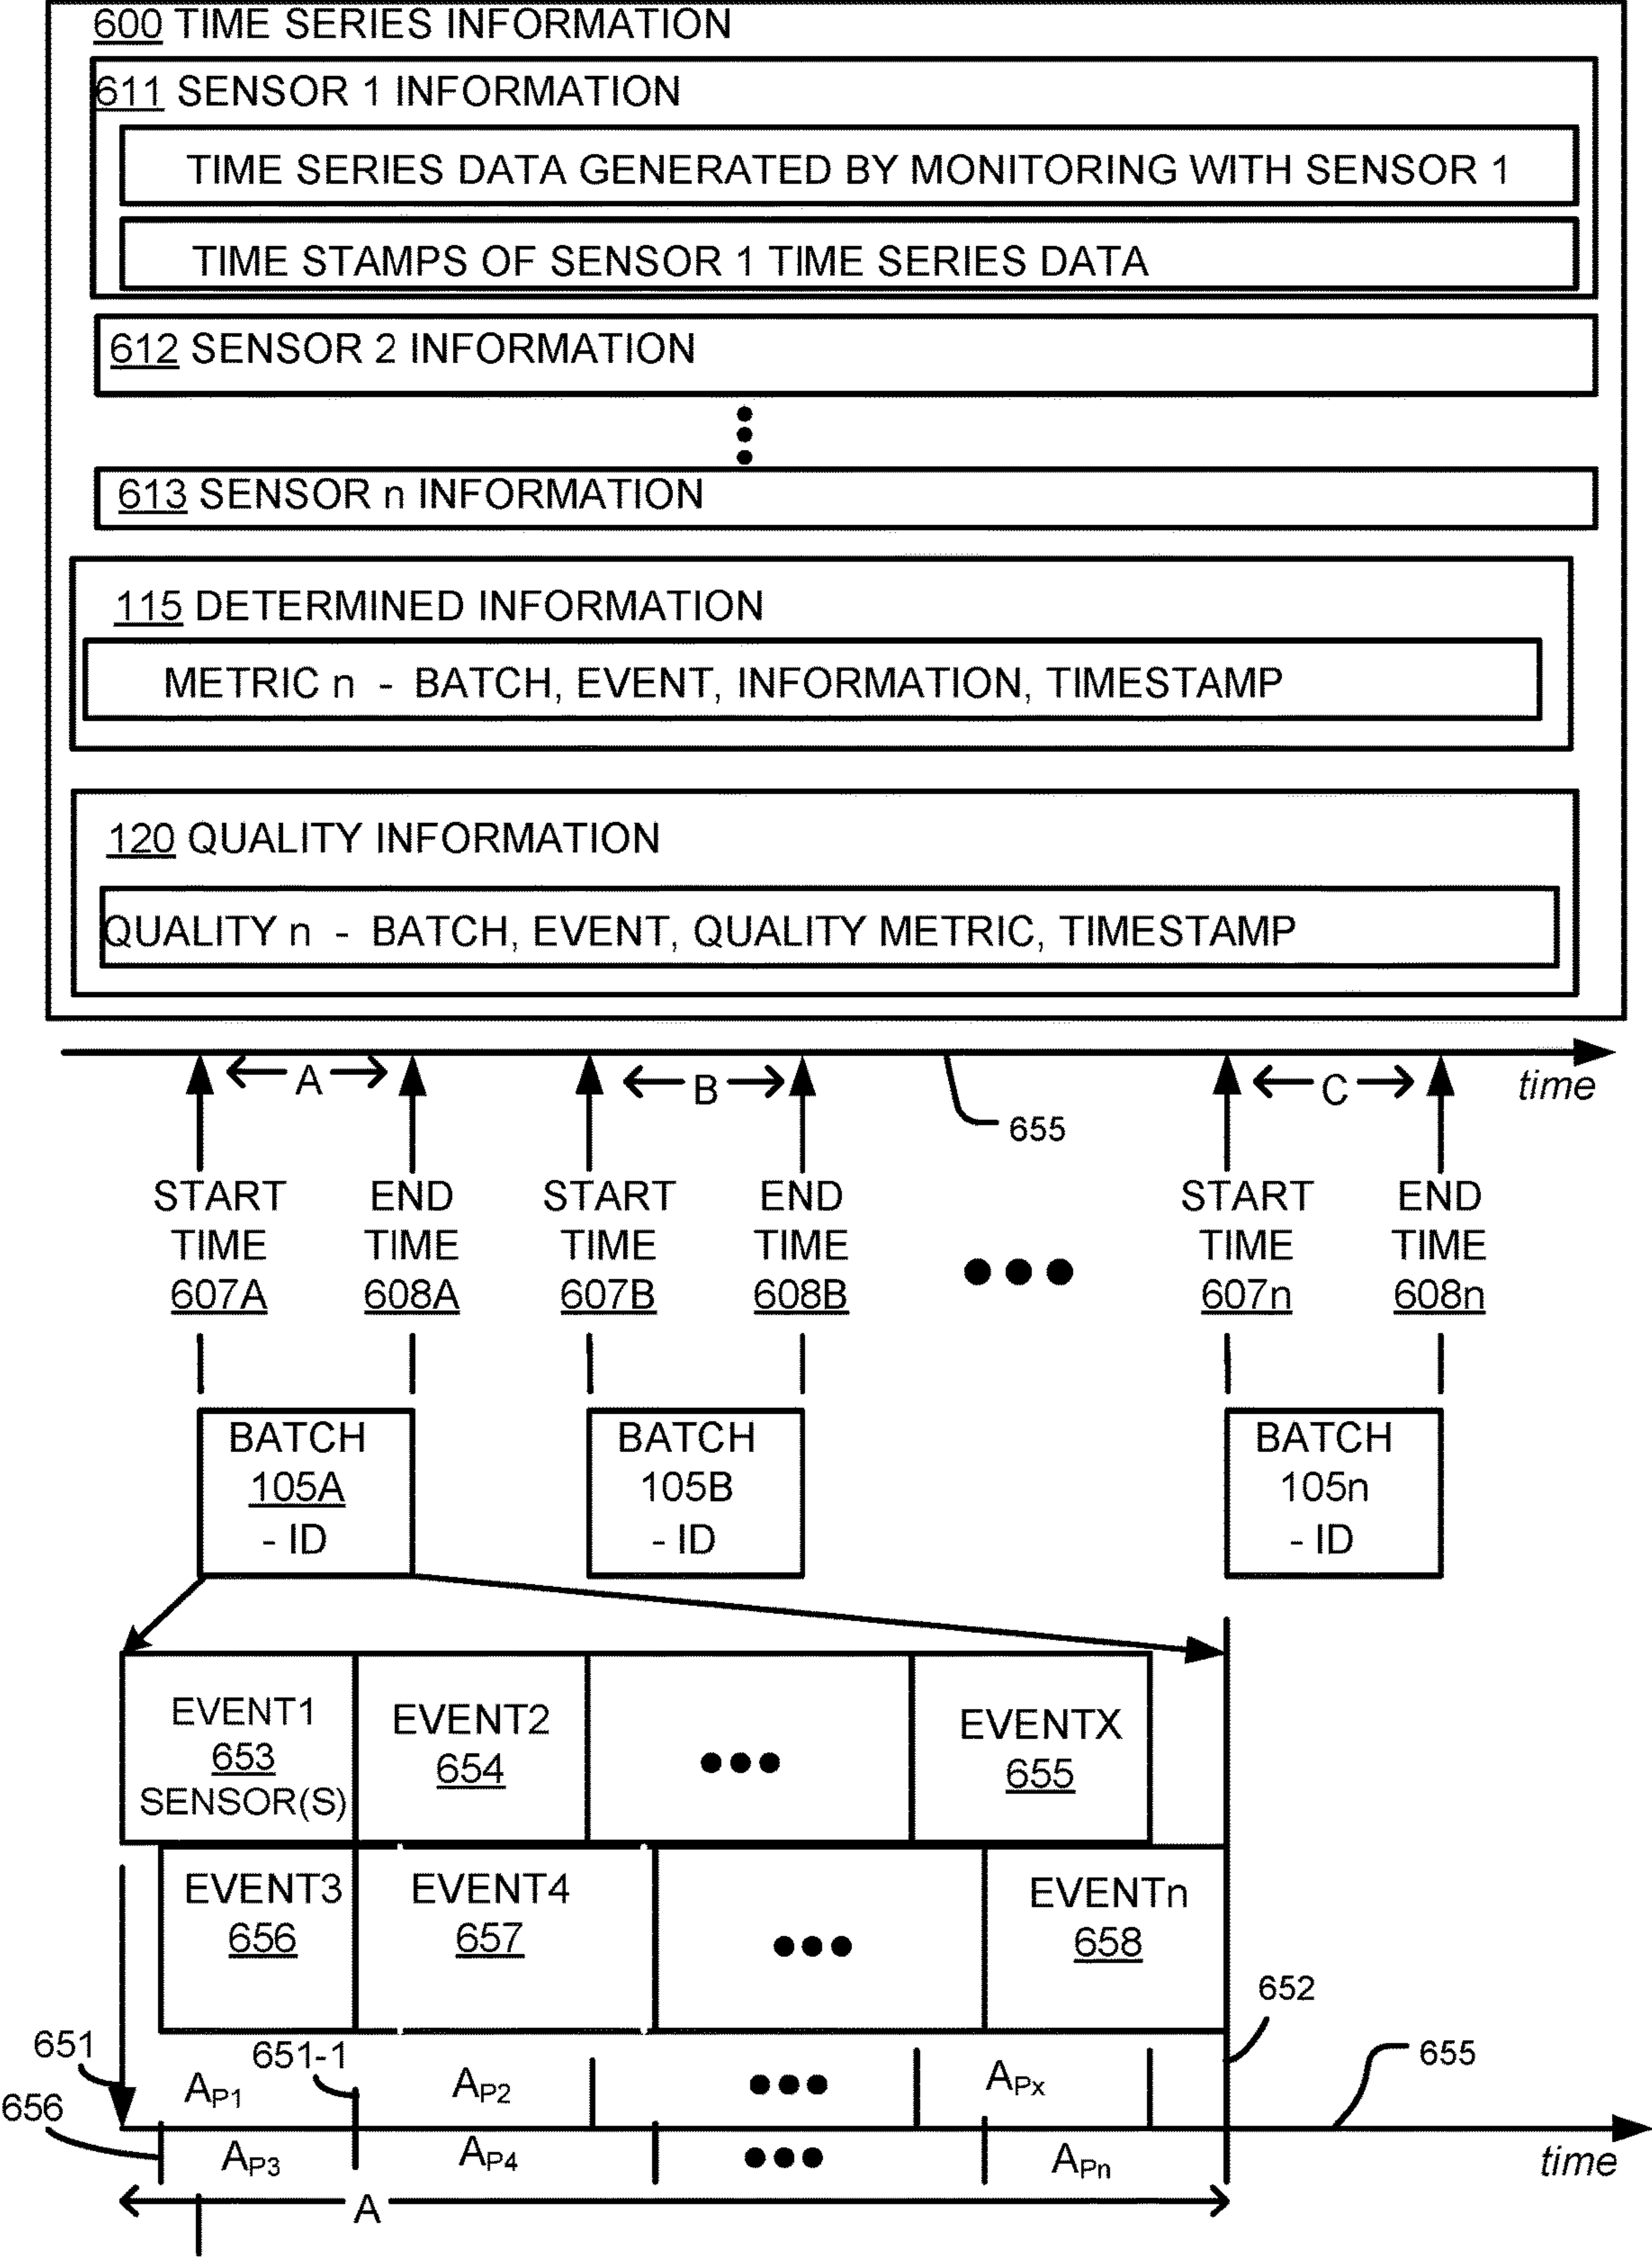 600 TIME SERIES INFORMATION
611 SENSOR 1 INFORMATION
TIME SERIES DATA GENERATED BY MONITORING WITH SENSOR 1
TIME STAMPS OF SENSOR 1 TIME SERIES DATA
612 SENSOR 2 INFORMATION
613 SENSOR n INFORMATION
115 DETERMINED INFORMATION
METRIC n - BATCH, EVENT, INFORMATION, TIMESTAMP
120 QUALITY INFORMATION
QUALITY n - BATCH, EVENT, QUALITY METRIC, TIMESTAMP
A B C time
655
START END START END START END
TIME TIME TIME TIME TIME TIME
607A 608A 607B 608B 607n 608n
BATCH BATCH BATCH
105A 105B 105n
- ID - ID - ID
EVENT1 EVENT2 EVENTX
653 654 655
SENSOR(S)
EVENT3 EVENT4 EVENTn
656 657 658
652
651 651-1 655
AP1 AP2 APx
656
AP3 AP4 APn time
A